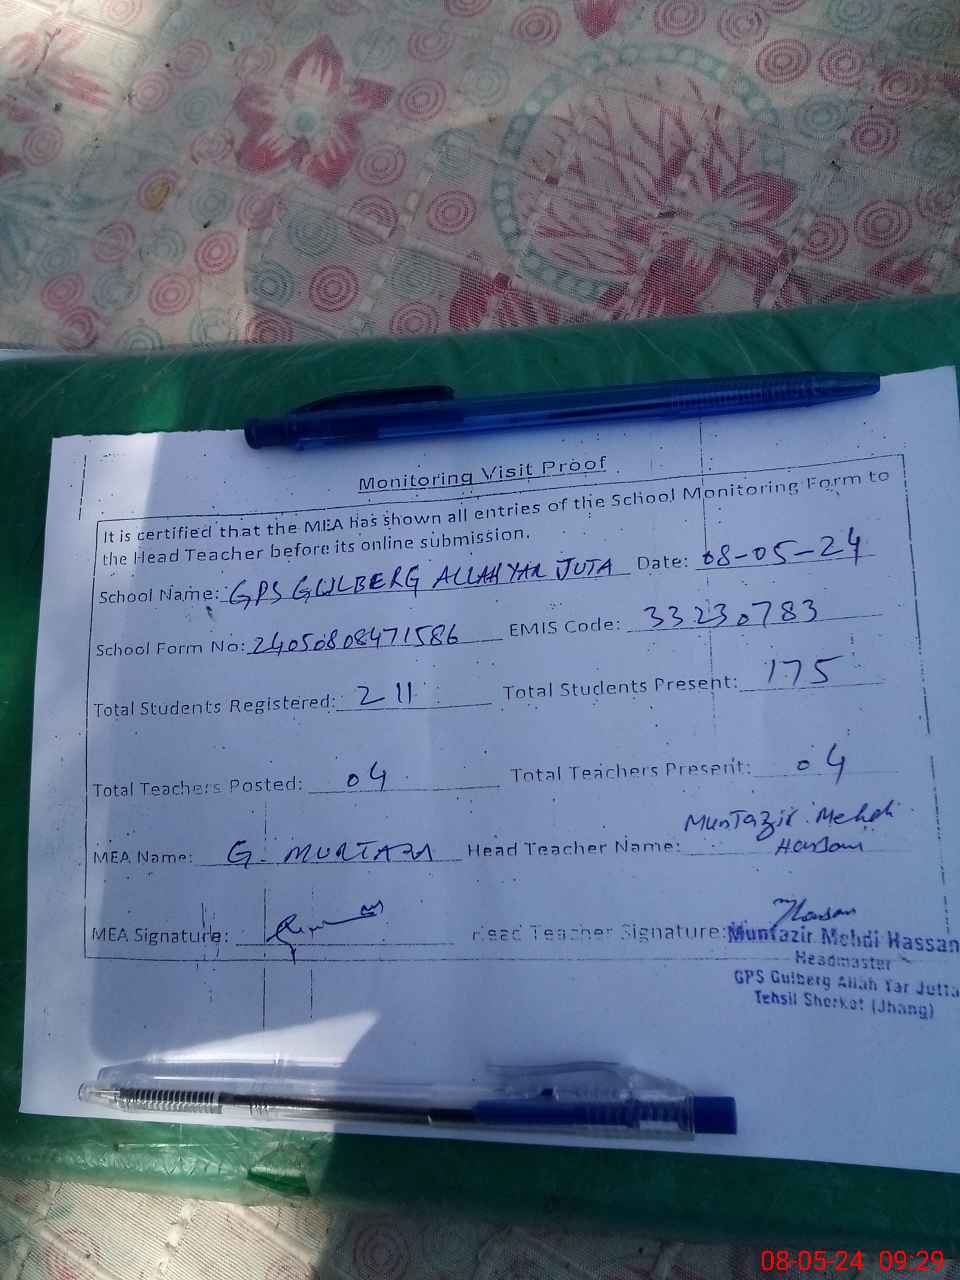 Monitoring Visit Proof
It is certified that the MEA has shown all entries of the School Monitoring Form to
the Head Teacher before its online submission.
School Name: GPS GULBERG ALLAH YAR JUTA Date: 08-05-24
School Form No: 24050808471586 EMIS Code: 33230783
Total Students Registered: 211 Total Students Present: 175
Total Teachers Posted: 04 Total Teachers Present: 04
MEA Name: G. MURTAZA Head Teacher Name: Muntazir Mehdi
Hassan
MEA Signature: Head Teacher Signature: Hassan
Muntazir Mehdi Hassan
Headmaster
GPS Gulberg Allah Yar Jutta
Tehsil Shorkot (Jhang)
08-05-24 09:29